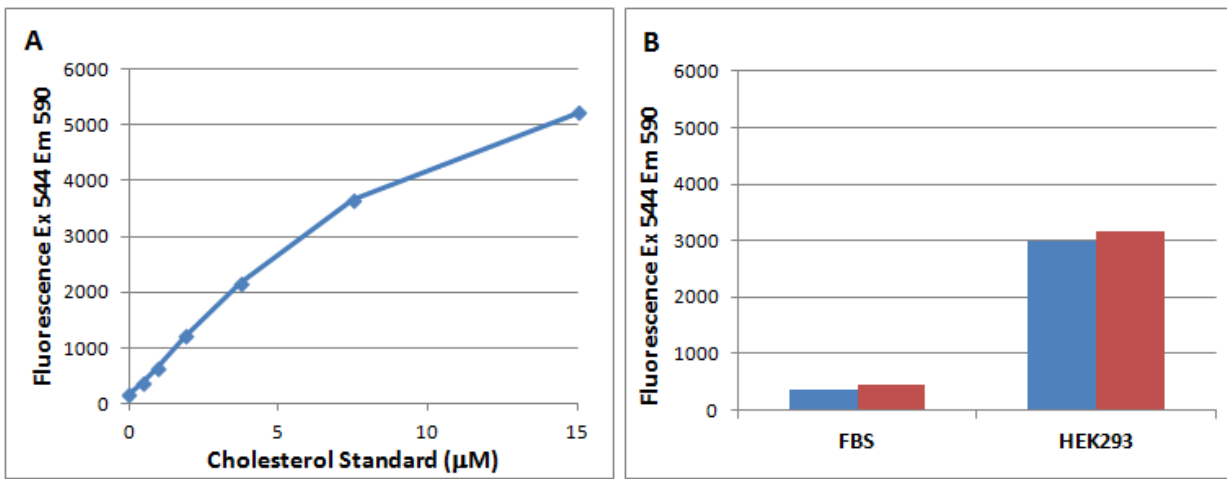 A
Fluorescence Ex 544 Em 590
6000
5000
4000
3000
2000
1000
0
0 5 10 15
Cholesterol Standard (µM)
B
Fluorescence Ex 544 Em 590
6000
5000
4000
3000
2000
1000
0
FBS HEK293